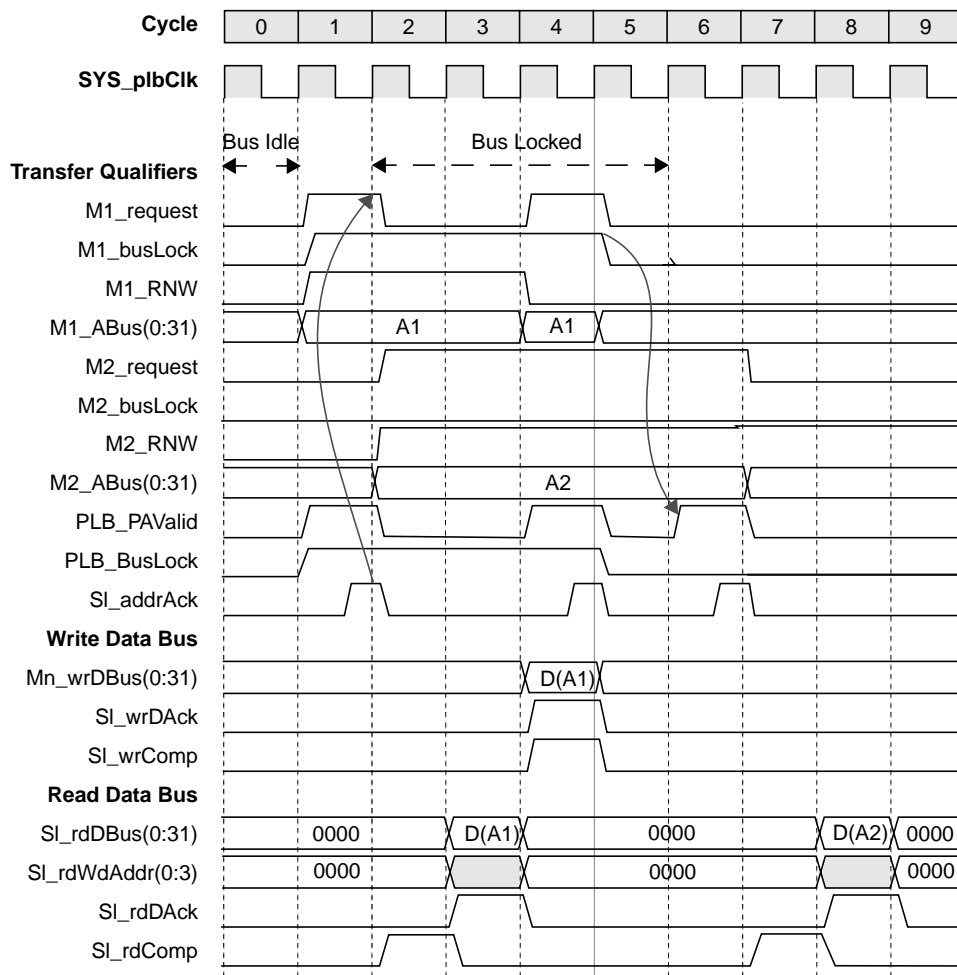 Cycle 0 1 2 3 4 5 6 7 8 9
SYS_plbClk
Bus Idle Bus Locked
Transfer Qualifiers
M1_request
M1_busLock
M1_RNW
M1_ABus(0:31) A1 A1
M2_request
M2_busLock
M2_RNW
M2_ABus(0:31) A2
PLB_PAValid
PLB_BusLock
Sl_addrAck
Write Data Bus
Mn_wrDBus(0:31) D(A1)
Sl_wrDAck
Sl_wrComp
Read Data Bus
Sl_rdDBus(0:31) 0000 D(A1) 0000 D(A2) 0000
Sl_rdWdAddr(0:3) 0000 0000 0000
Sl_rdDAck
Sl_rdComp